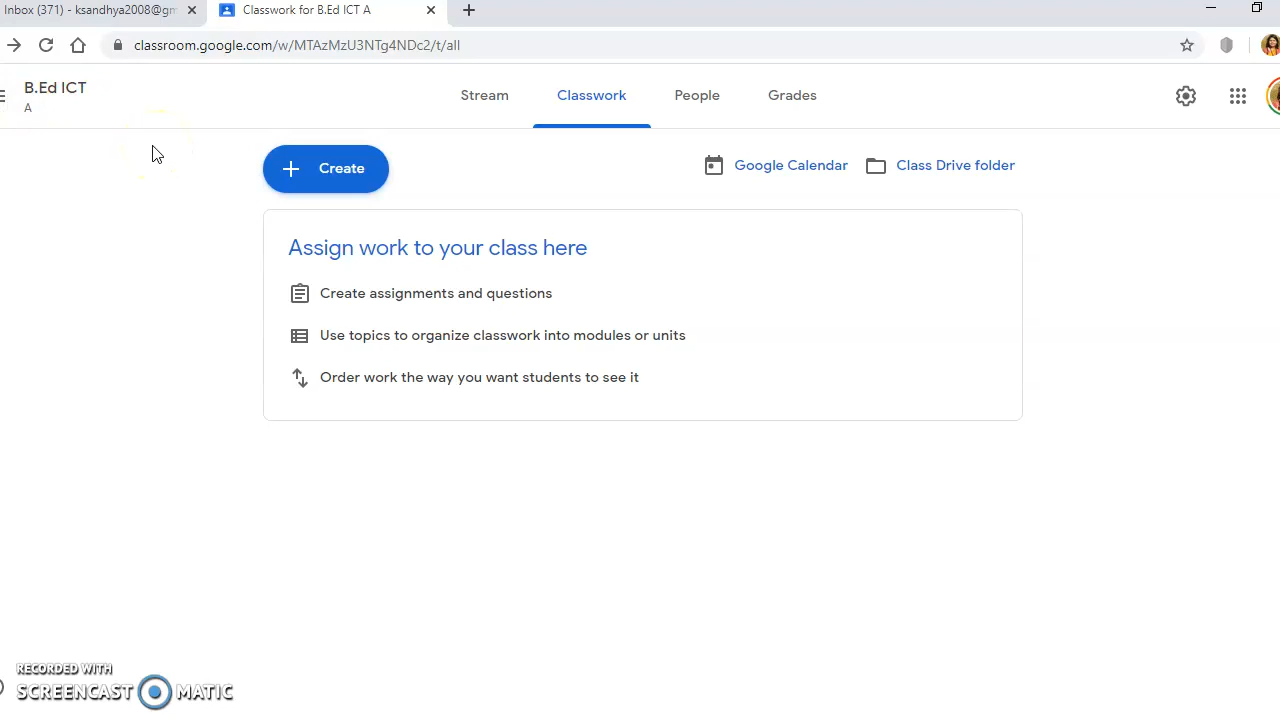 Inbox (371) - ksandhya2008@gm
Classwork for B.Ed ICT A
classroom.google.com/w/MTAzMzU3NTg4NDc2/t/all
B.Ed ICT
A
Stream
Classwork
People
Grades
Create
Google Calendar
Class Drive folder
Assign work to your class here
Create assignments and questions
Use topics to organize classwork into modules or units
Order work the way you want students to see it
RECORDED WITH
SCREENCAST MATIC